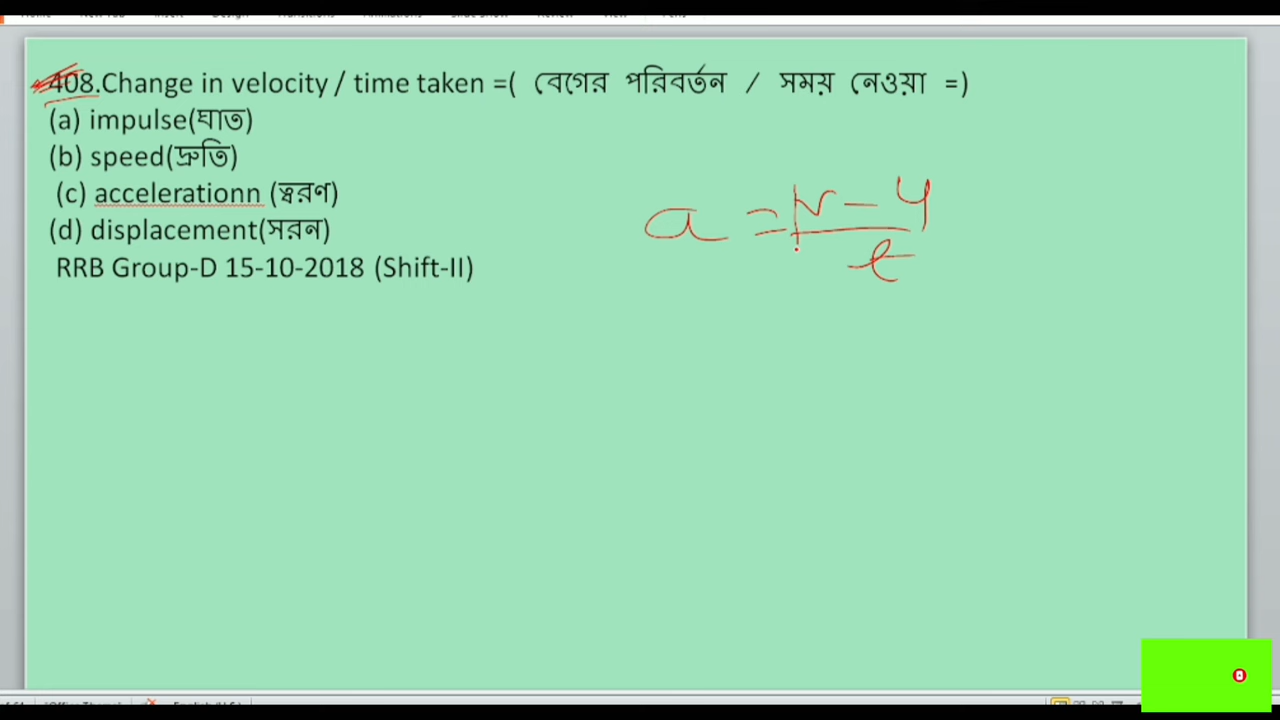 408.Change in velocity / time taken =( বেগের পরিবর্তন / সময় নেওয়া =)
(a) impulse(ঘাত)
(b) speed(দ্রুতি)
(c) accelerationn (ত্বরণ)
(d) displacement(সরন)
RRB Group-D 15-10-2018 (Shift-II)
a = v - u
t
0